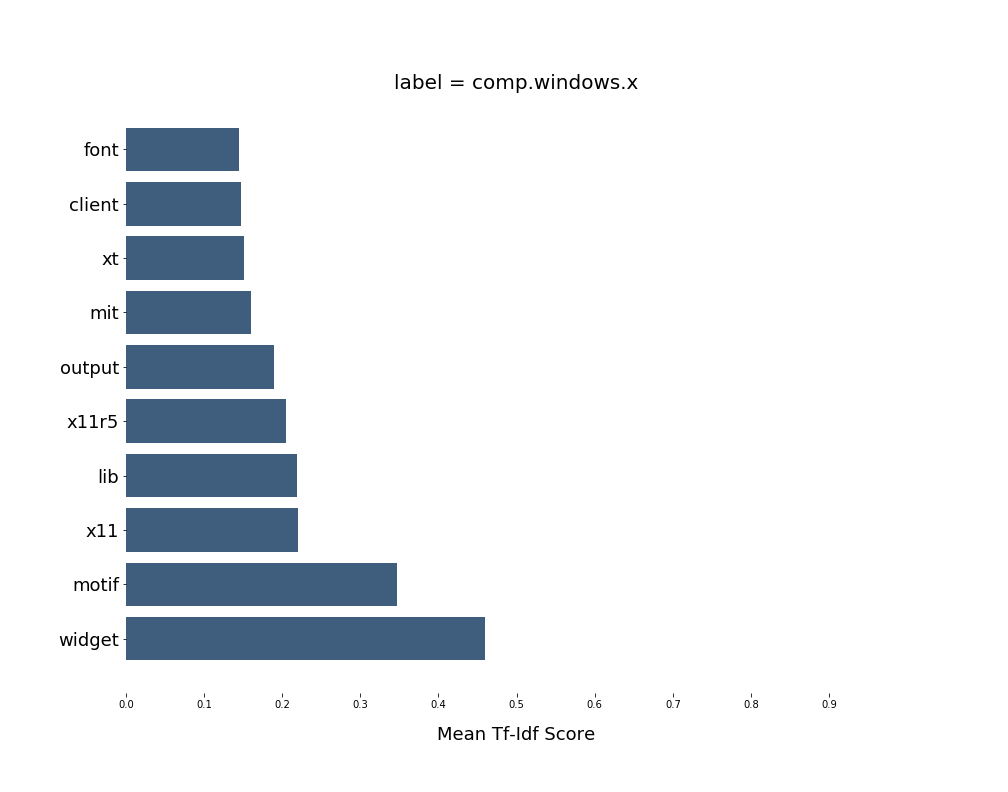 label = comp.windows.x
font
client
xt
mit
output
x11r5
lib
x11
motif
widget
0.0 0.1 0.2 0.3 0.4 0.5 0.6 0.7 0.8 0.9
Mean Tf-Idf Score